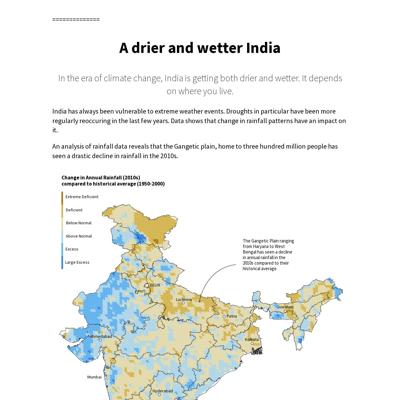 ==============
A drier and wetter India
In the era of climate change, India is getting both drier and wetter. It depends
on where you live.
India has always been vulnerable to extreme weather events. Droughts in particular have been more
regularly reoccuring in the last few years. Data shows that change in rainfall patterns have an impact on
it.
An analysis of rainfall data reveals that the Gangetic plain, home to three hundred million people has
seen a drastic decline in rainfall in the 2010s.
Change in Annual Rainfall (2010s)
compared to historical average (1950-2000)
Extreme Deficient
Deficient
Below Normal
Above Normal
Excess
Large Excess
The Gangetic Plain ranging
from Haryana to West
Bengal has seen a decline
in annual rainfall in the
2010s compared to their
historical average
Delhi
Lucknow
Patna
Guwahati
Ahmedabad
Kolkata
Mumbai
Hyderabad